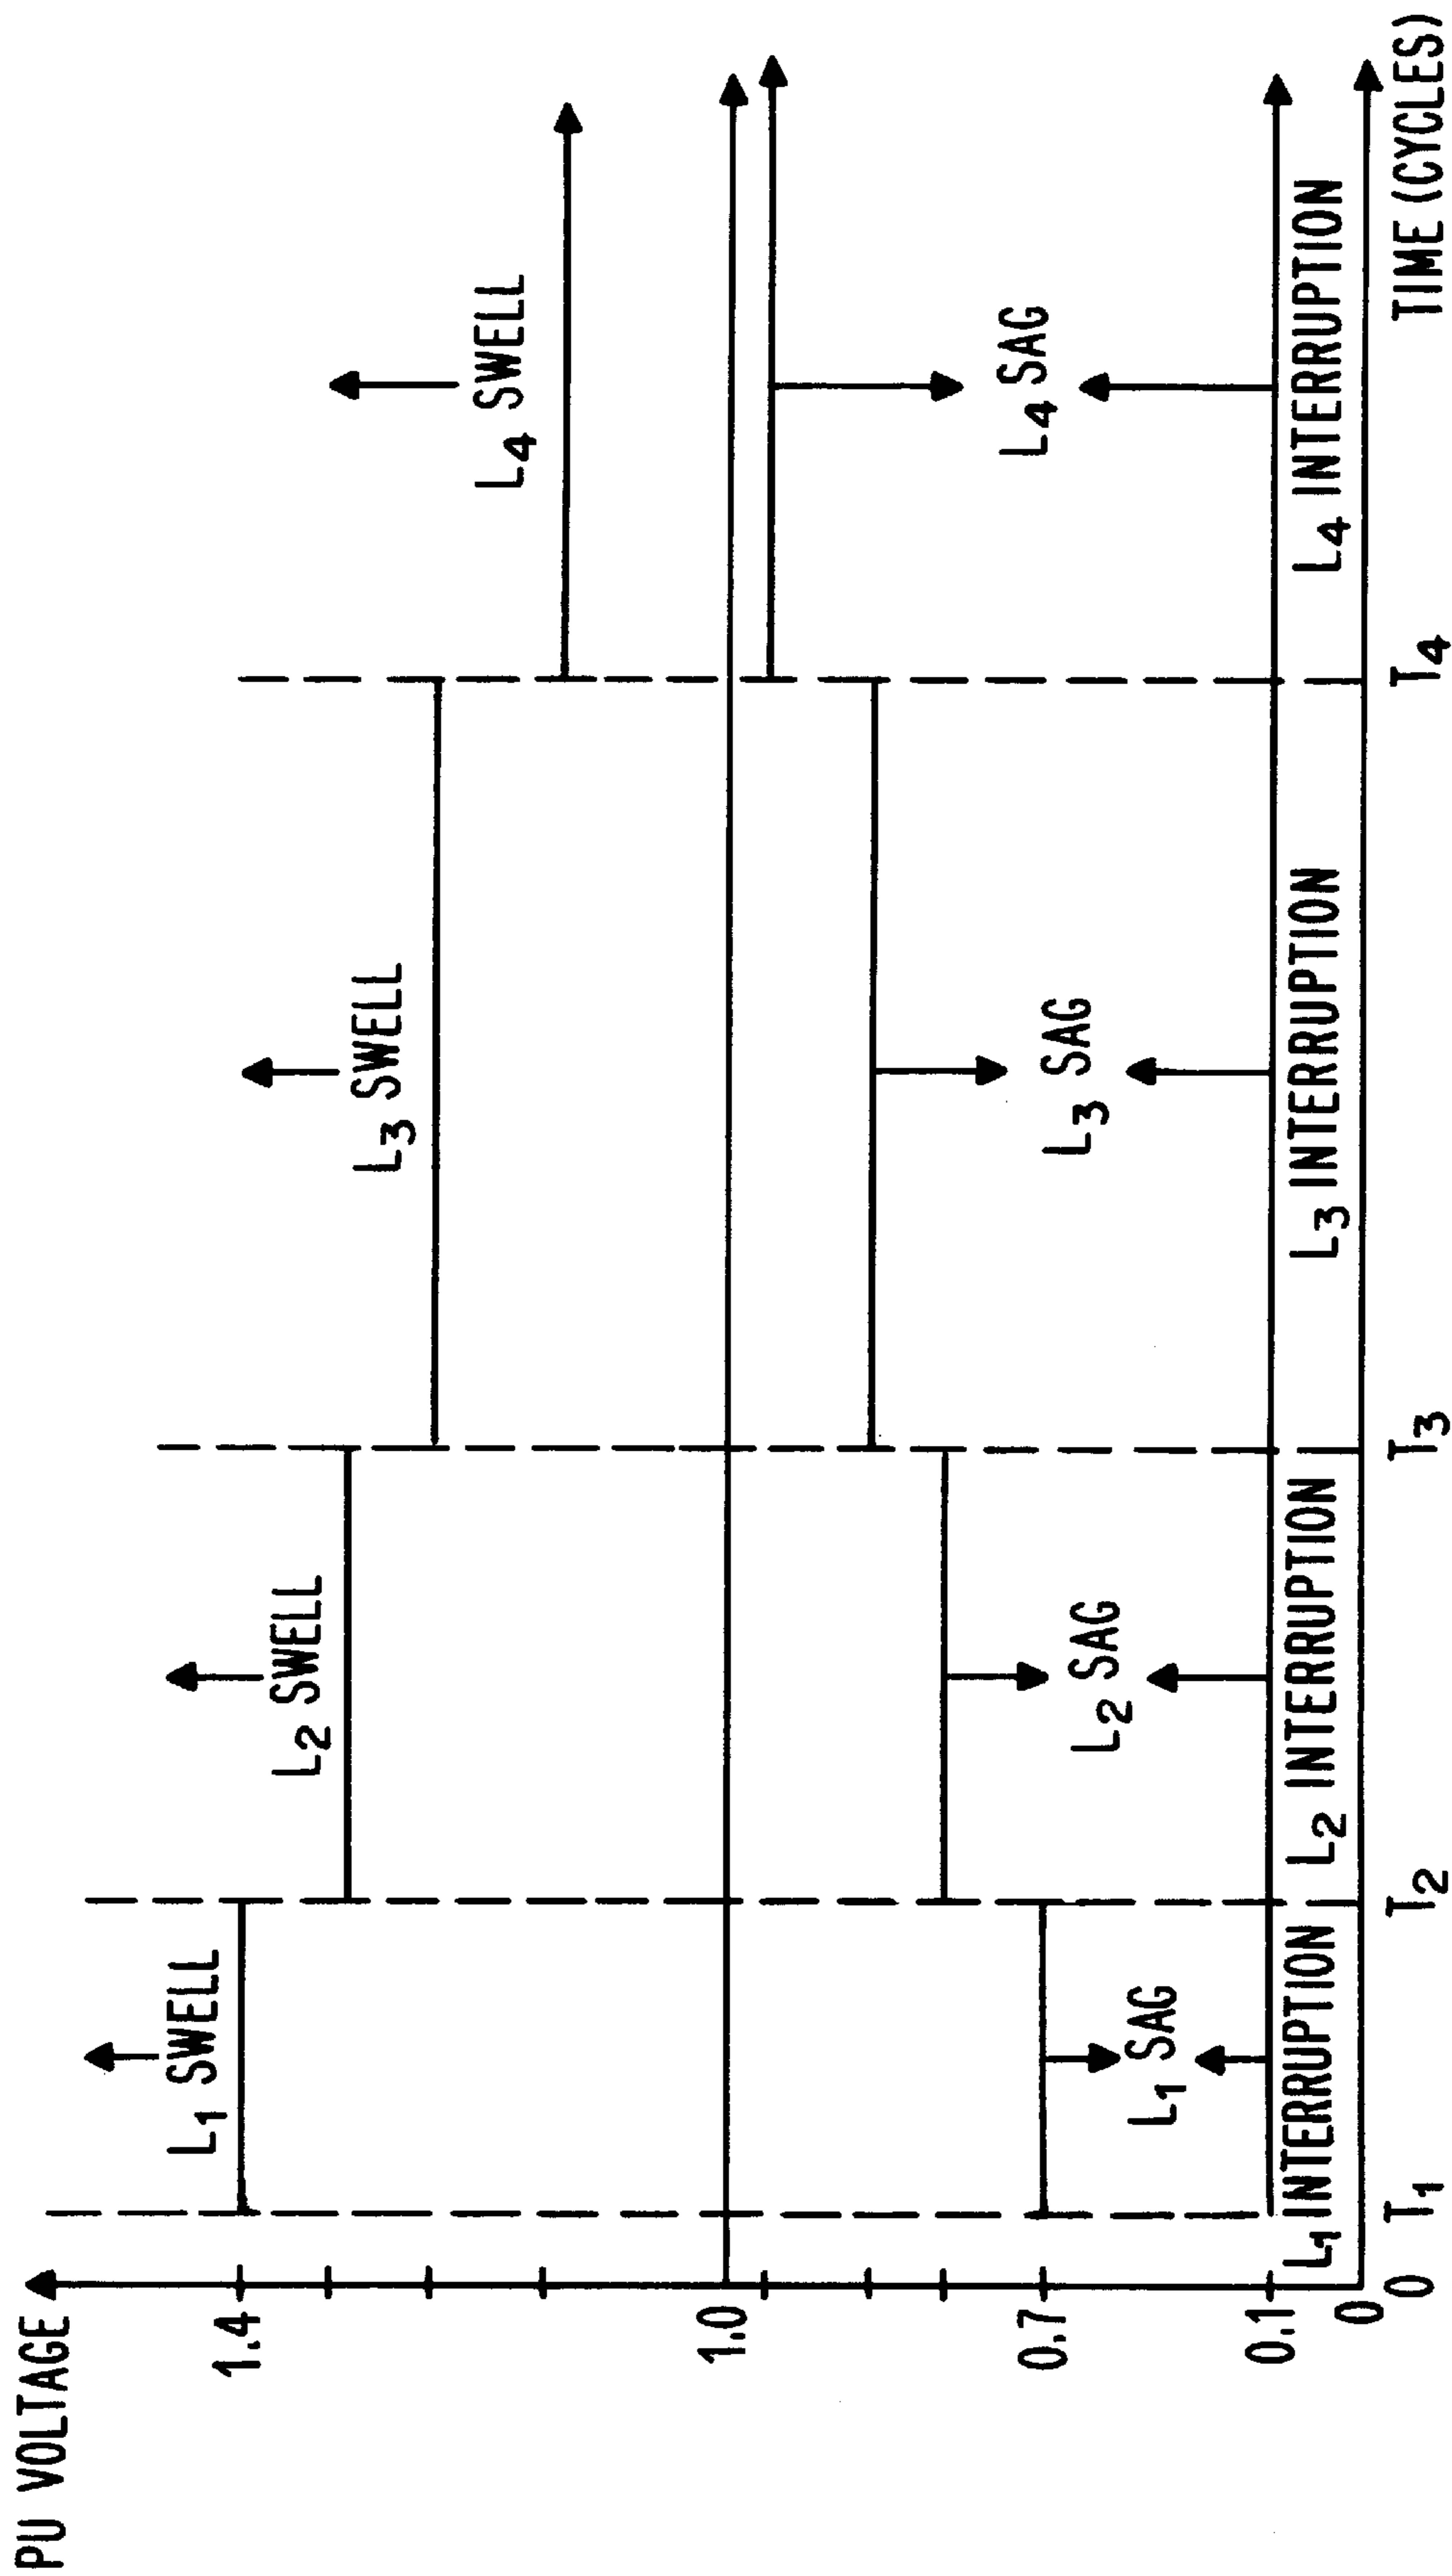 PU VOLTAGE
1.4
1.0
0.7
0.1
0
L1 SWELL
L2 SWELL
L3 SWELL
L4 SWELL
L1 SAG
L2 SAG
L3 SAG
L4 SAG
L1 INTERRUPTION
L2 INTERRUPTION
L3 INTERRUPTION
L4 INTERRUPTION
0
T1
T2
T3
T4
TIME (CYCLES)